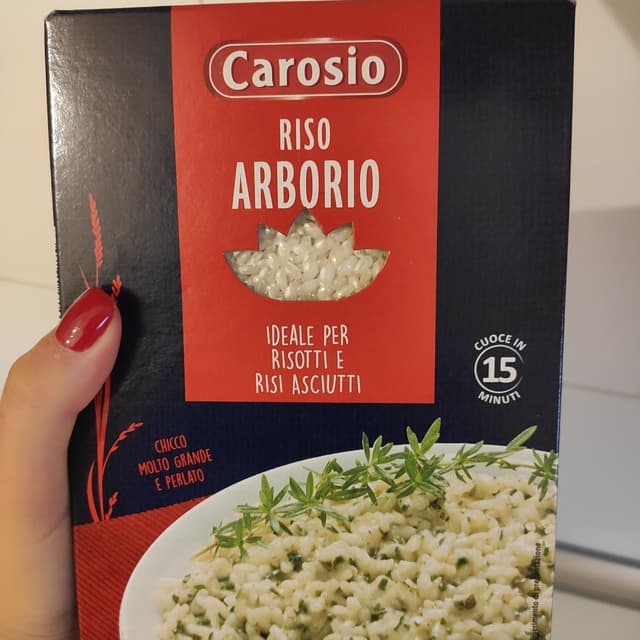 Carosio
RISO
ARBORIO
IDEALE PER
RISOTTI E
RISI ASCIUTTI
CUOCE IN
15
MINUTI
CHICCO
MOLTO GRANDE
E PERLATO